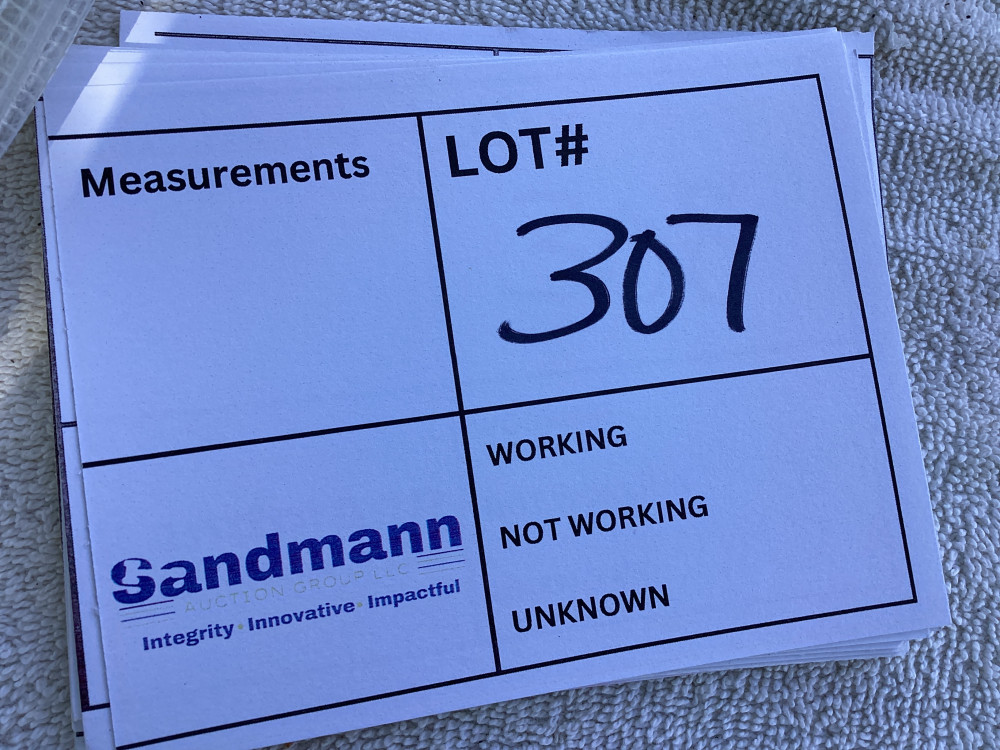 Measurements
LOT#
307
WORKING
NOT WORKING
UNKNOWN
Sandmann
AUCTION GROUP LLC
Integrity • Innovative • Impactful